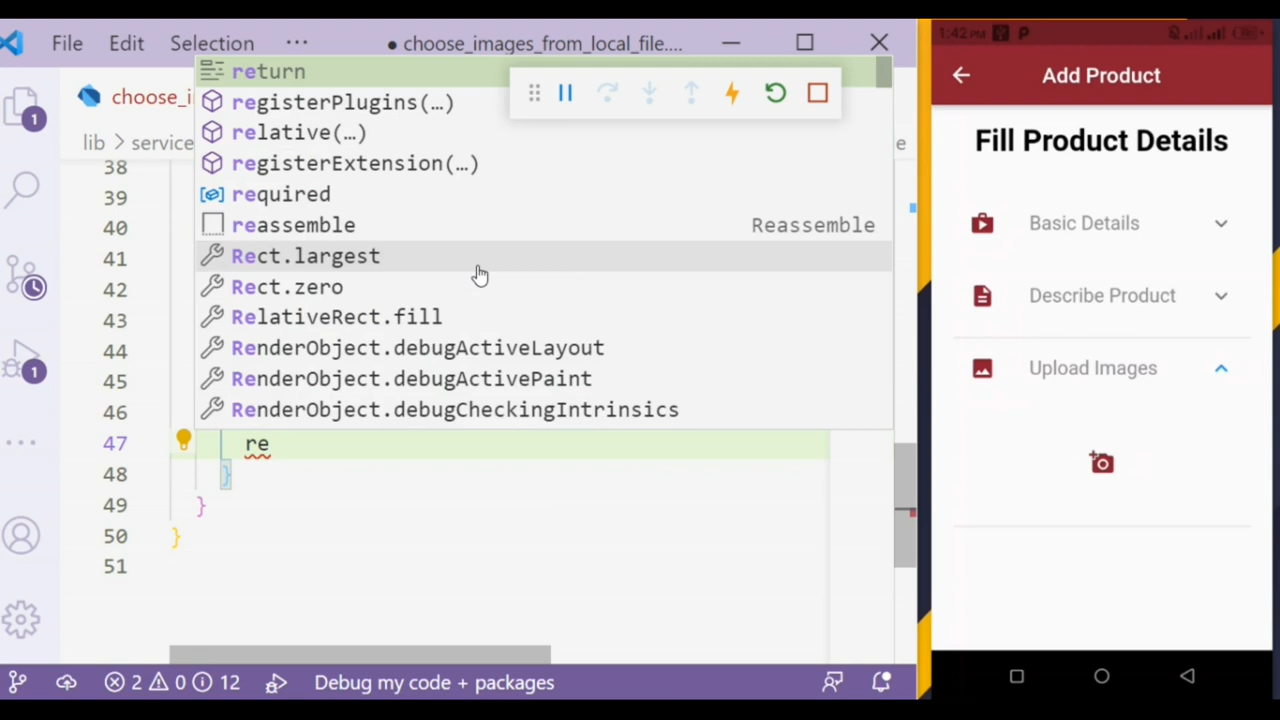 File Edit Selection ··· ● choose_images_from_local_file....
choose_i
lib > service
e
return
registerPlugins(…)
relative(…)
registerExtension(…)
required
reassemble Reassemble
Rect.largest
Rect.zero
RelativeRect.fill
RenderObject.debugActiveLayout
RenderObject.debugActivePaint
RenderObject.debugCheckingIntrinsics
38
39
40
41
42
43
44
45
46
47 re
48 }
49 }
50 }
51
1
1
2 0 12 Debug my code + packages
1:42 PM P
Add Product
Fill Product Details
Basic Details
Describe Product
Upload Images